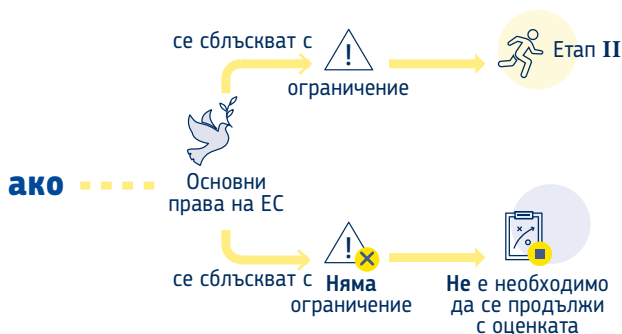 се сблъскват с
ограничение
Етап II
ако
Основни
права на ЕС
се сблъскват с
Няма
ограничение
Не е необходимо
да се продължи
с оценката